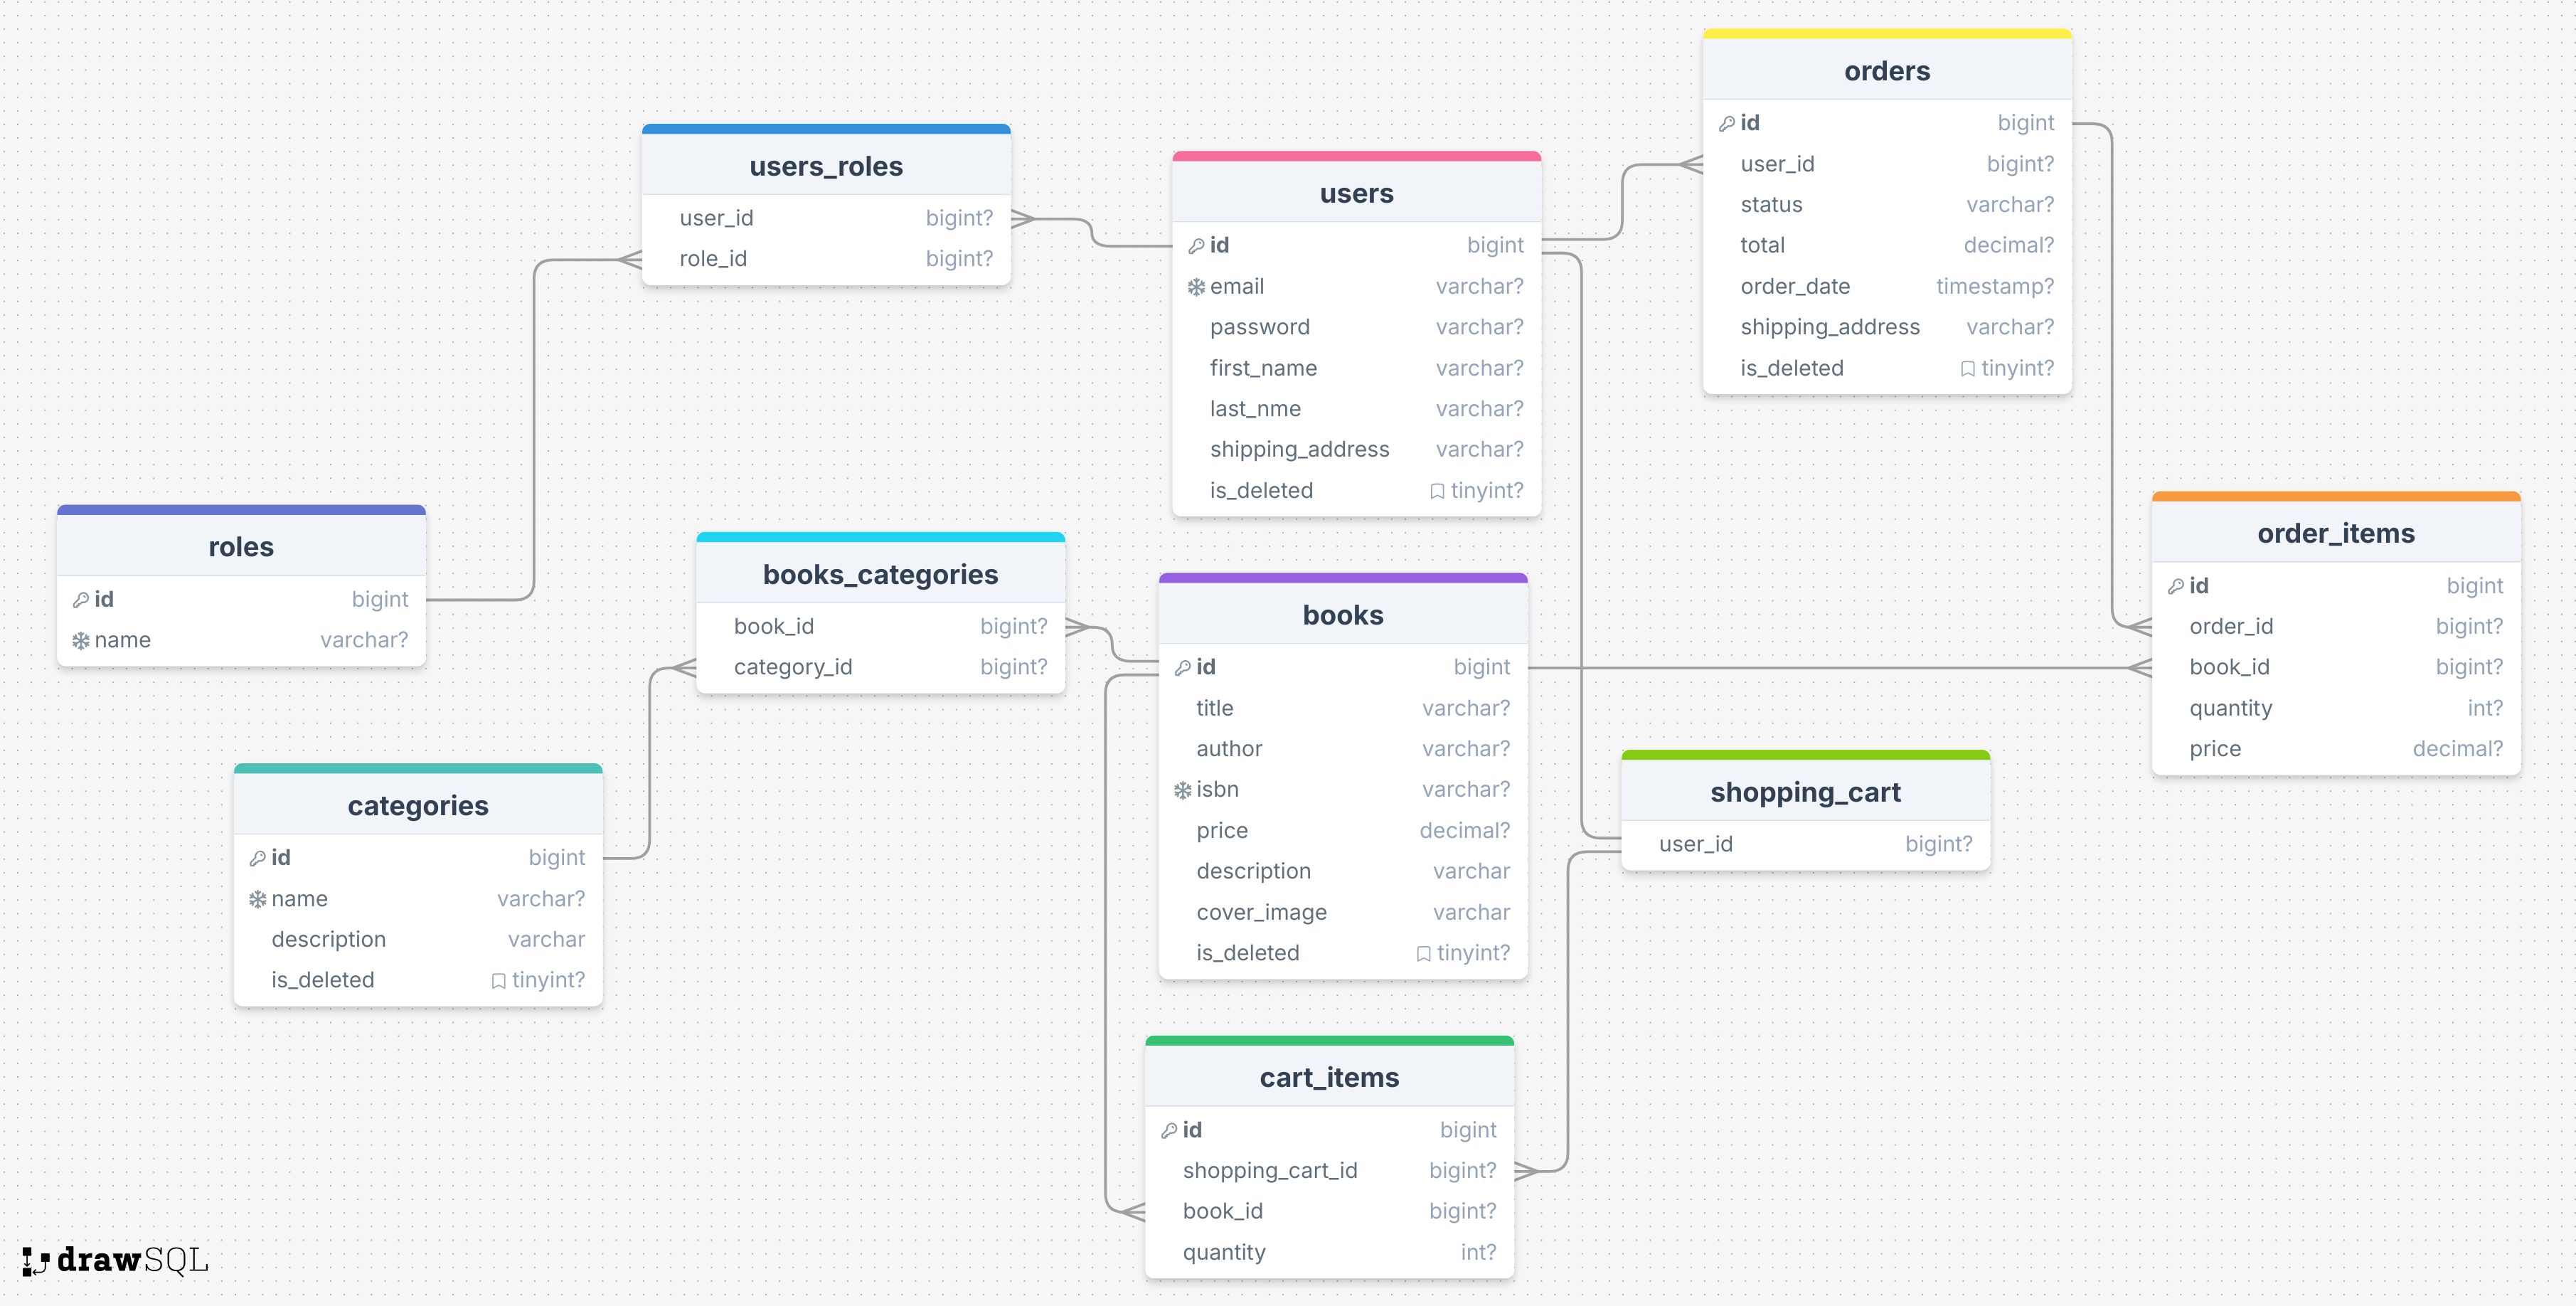 orders
id bigint
user_id bigint?
status varchar?
total decimal?
order_date timestamp?
shipping_address varchar?
is_deleted tinyint?
users_roles
user_id bigint?
role_id bigint?
users
id bigint
email varchar?
password varchar?
first_name varchar?
last_nme varchar?
shipping_address varchar?
is_deleted tinyint?
roles
id bigint
name varchar?
books_categories
book_id bigint?
category_id bigint?
books
id bigint
title varchar?
author varchar?
isbn varchar?
price decimal?
description varchar
cover_image varchar
is_deleted tinyint?
order_items
id bigint
order_id bigint?
book_id bigint?
quantity int?
price decimal?
categories
id bigint
name varchar?
description varchar
is_deleted tinyint?
shopping_cart
user_id bigint?
cart_items
id bigint
shopping_cart_id bigint?
book_id bigint?
quantity int?
drawSQL